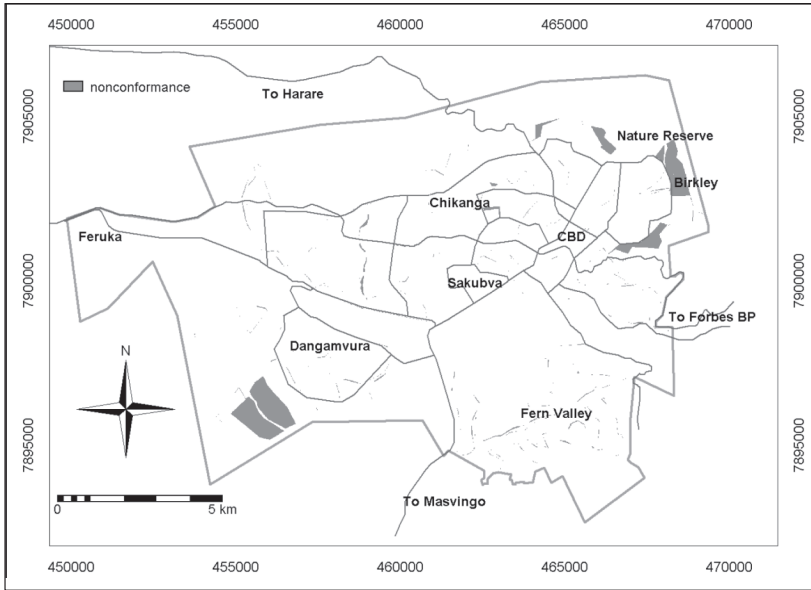 450000 455000 460000 465000 470000
7905000
7900000
7895000
nonconformance
To Harare
Nature Reserve
Birkley
Chikanga
Feruka
CBD
Sakubva
To Forbes BP
Dangamvura
N
Fern Valley
0 5 km
To Masvingo
7905000
7900000
7895000
450000 455000 460000 465000 470000